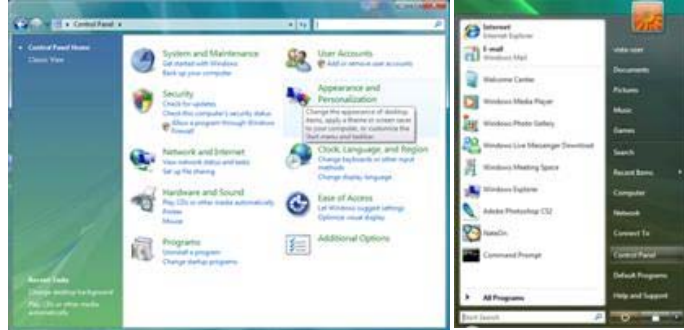 Control Panel
Control Panel Home
Classic View
System and Maintenance
Get started with Windows
Back up your computer
Security
Check for updates
Check this computer's security status
Allow a program through Windows
Firewall
Network and Internet
View network status and tasks
Set up file sharing
Hardware and Sound
Play CDs or other media automatically
Printer
Mouse
Programs
Uninstall a program
Change startup programs
User Accounts
Add or remove user accounts
Appearance and
Personalization
Change the appearance of desktop
items, apply a theme or screen saver
to your computer, or customize the
Start menu and taskbar.
Clock, Language, and Region
Change keyboards or other input
methods
Change display language
Ease of Access
Let Windows suggest settings
Optimize visual display
Additional Options
Recent Tasks
Change desktop background
Play CDs or other media
automatically
Internet
Internet Explorer
E-mail
Windows Mail
Welcome Center
Windows Media Player
Windows Photo Gallery
Windows Live Messenger Download
Windows Meeting Space
Windows Explorer
Adobe Photoshop CS2
NateOn
Command Prompt
All Programs
Start Search
vista-user
Documents
Pictures
Music
Games
Search
Recent Items
Computer
Network
Connect To
Control Panel
Default Programs
Help and Support